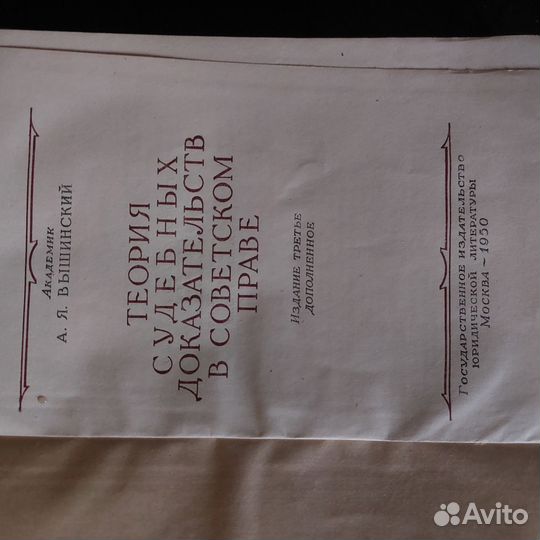 Академик
А. Я. ВЫШИНСКИЙ
ТЕОРИЯ
СУДЕБНЫХ
ДОКАЗАТЕЛЬСТВ
В СОВЕТСКОМ
ПРАВЕ
Издание третье
дополненное
Государственное издательство
юридической литературы
Москва ~ 1950
Avito